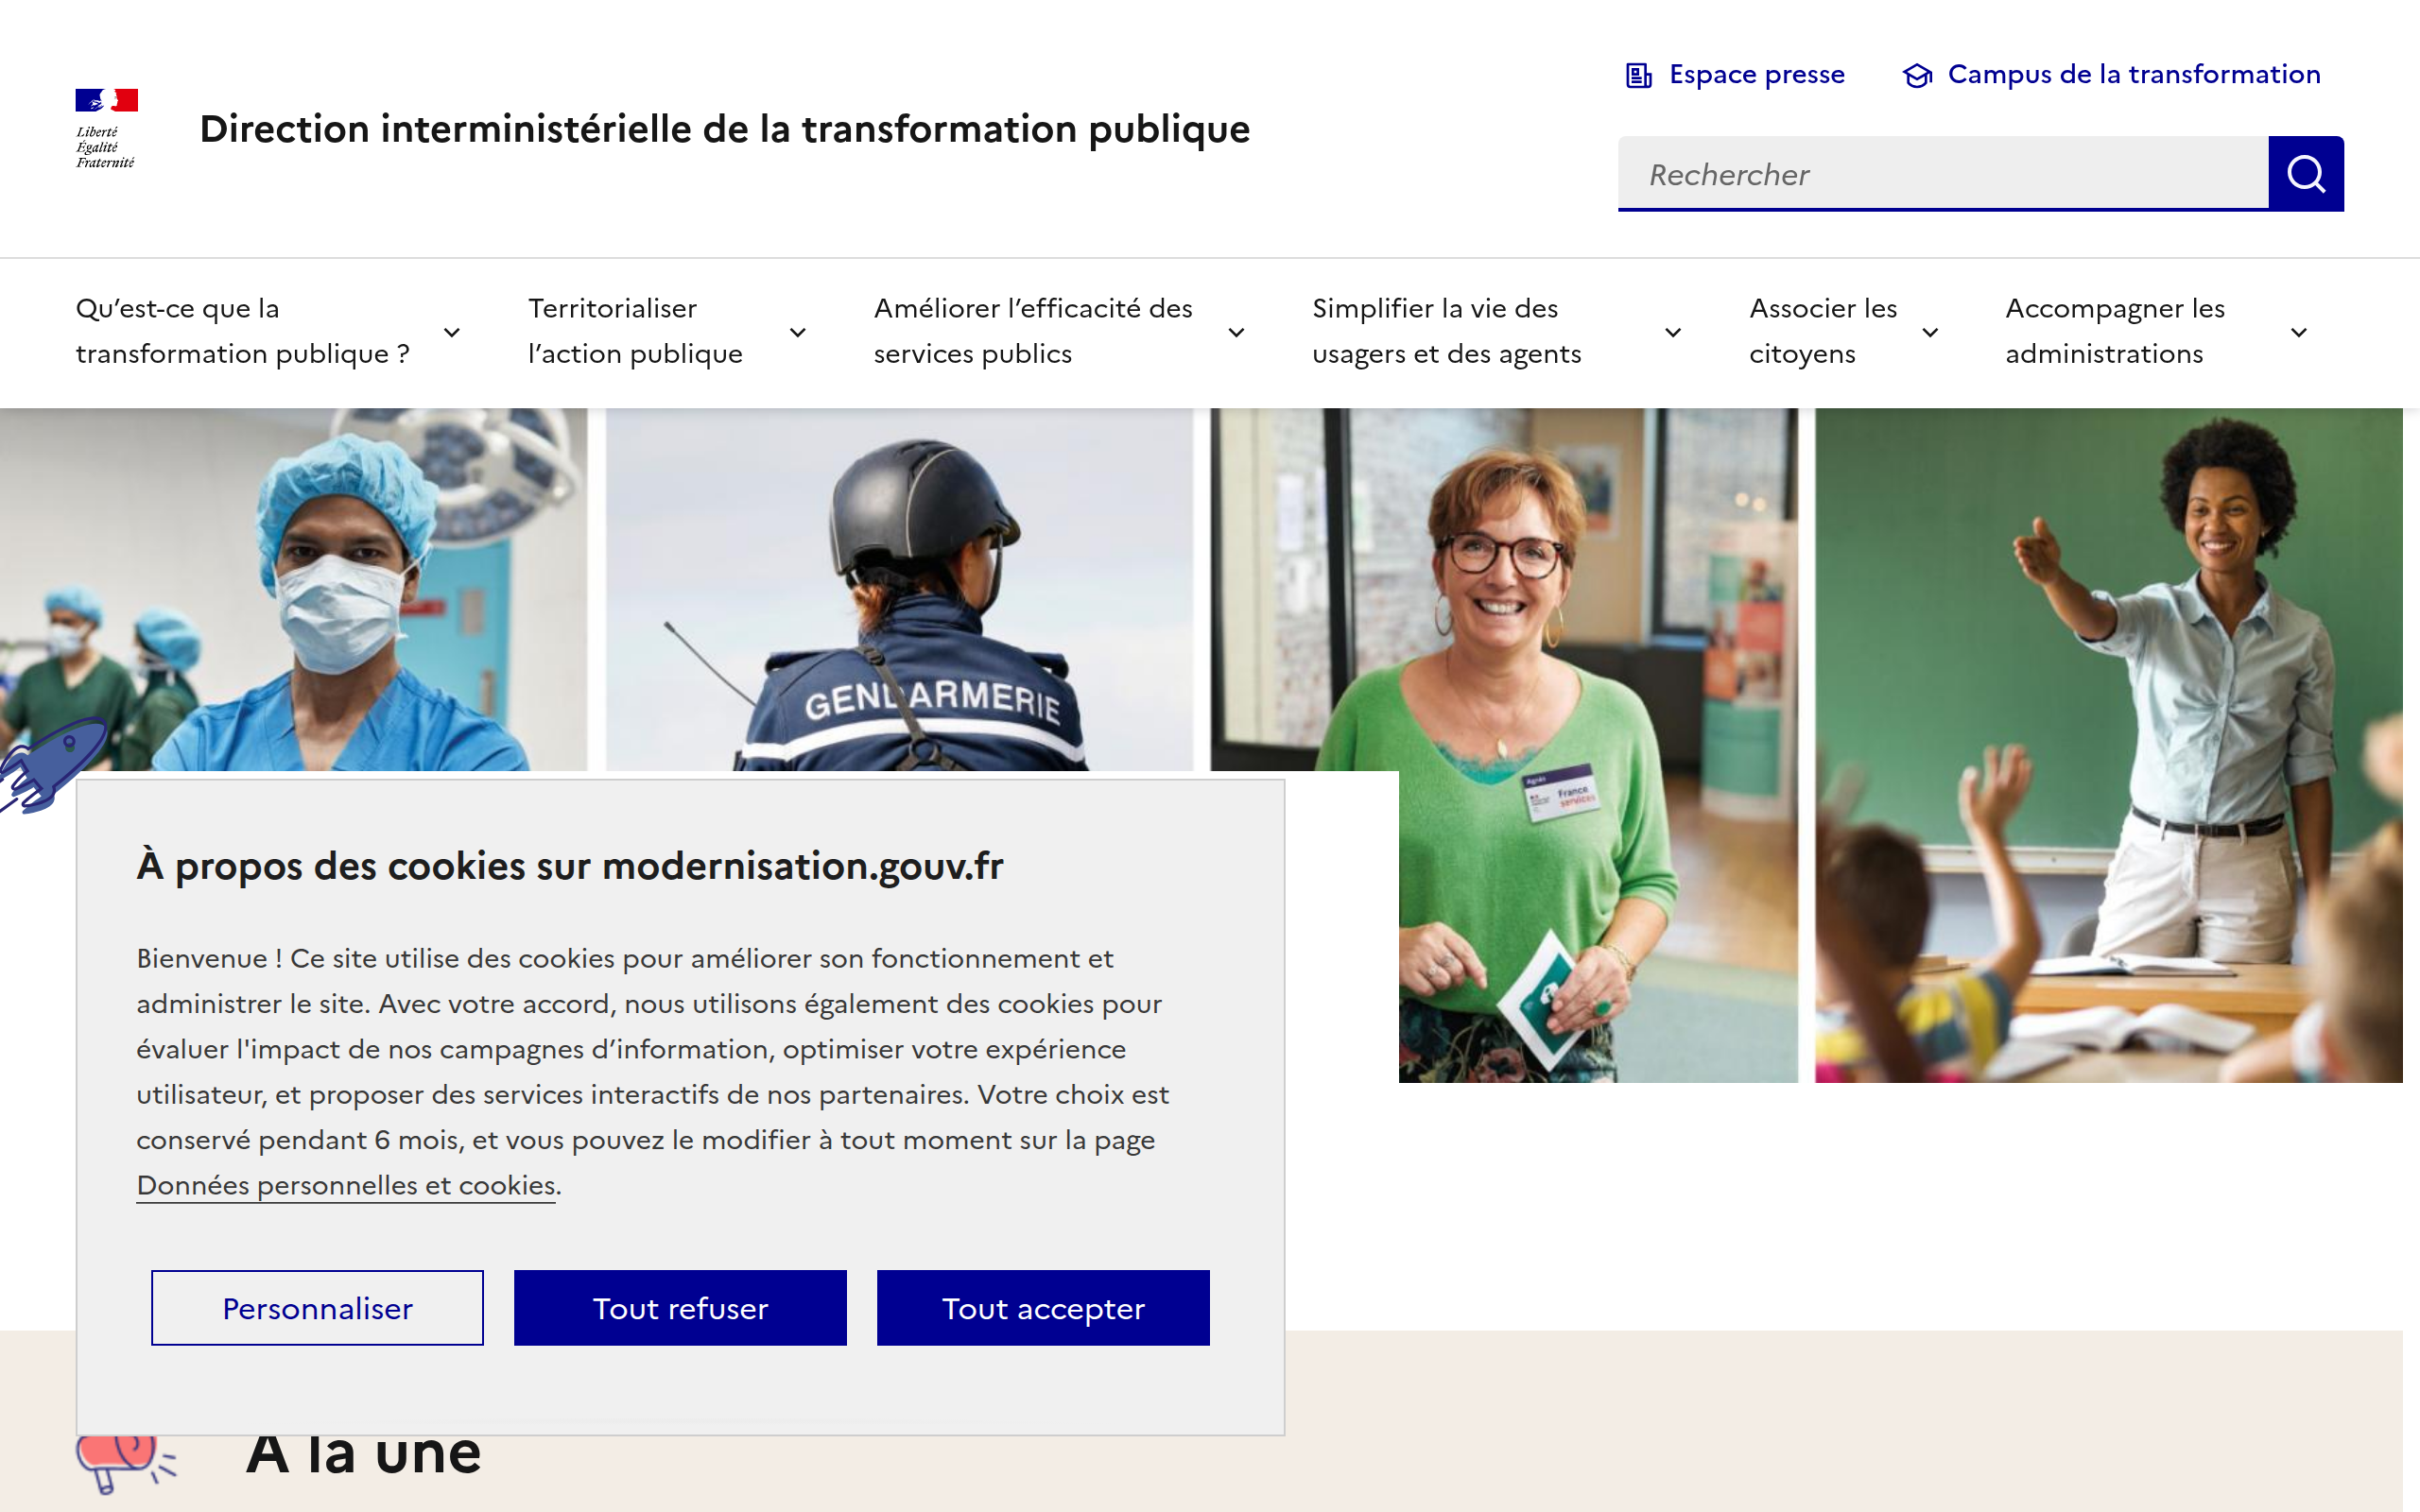 Espace presse
Campus de la transformation
Liberté
Égalité
Fraternité
Direction interministérielle de la transformation publique
Rechercher
Qu’est-ce que la
transformation publique ?
Territorialiser
l’action publique
Améliorer l’efficacité des
services publics
Simplifier la vie des
usagers et des agents
Associer les
citoyens
Accompagner les
administrations
GENDARMERIE
Agnès
France
services
À propos des cookies sur modernisation.gouv.fr
Bienvenue ! Ce site utilise des cookies pour améliorer son fonctionnement et
administrer le site. Avec votre accord, nous utilisons également des cookies pour
évaluer l'impact de nos campagnes d’information, optimiser votre expérience
utilisateur, et proposer des services interactifs de nos partenaires. Votre choix est
conservé pendant 6 mois, et vous pouvez le modifier à tout moment sur la page
Données personnelles et cookies.
Personnaliser
Tout refuser
Tout accepter
A la une